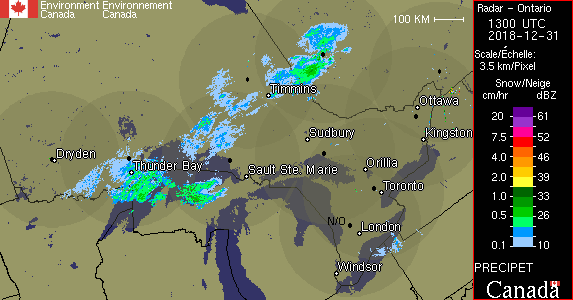 Environment Environnement
Canada Canada
100 KM
Timmins
Ottawa
Sudbury
Kingston
Dryden
Thunder Bay
Sault Ste. Marie
Orillia
Toronto
N/O
London
Windsor
Radar - Ontario
1300 UTC
2018-12-31
Scale/Échelle:
3.5 km/Pixel
Snow/Neige
cm/hr dBZ
20 61
7.5 52
4.0 46
2.0 39
1.0 33
0.5 26
0.1 10
PRECIPET
Canada